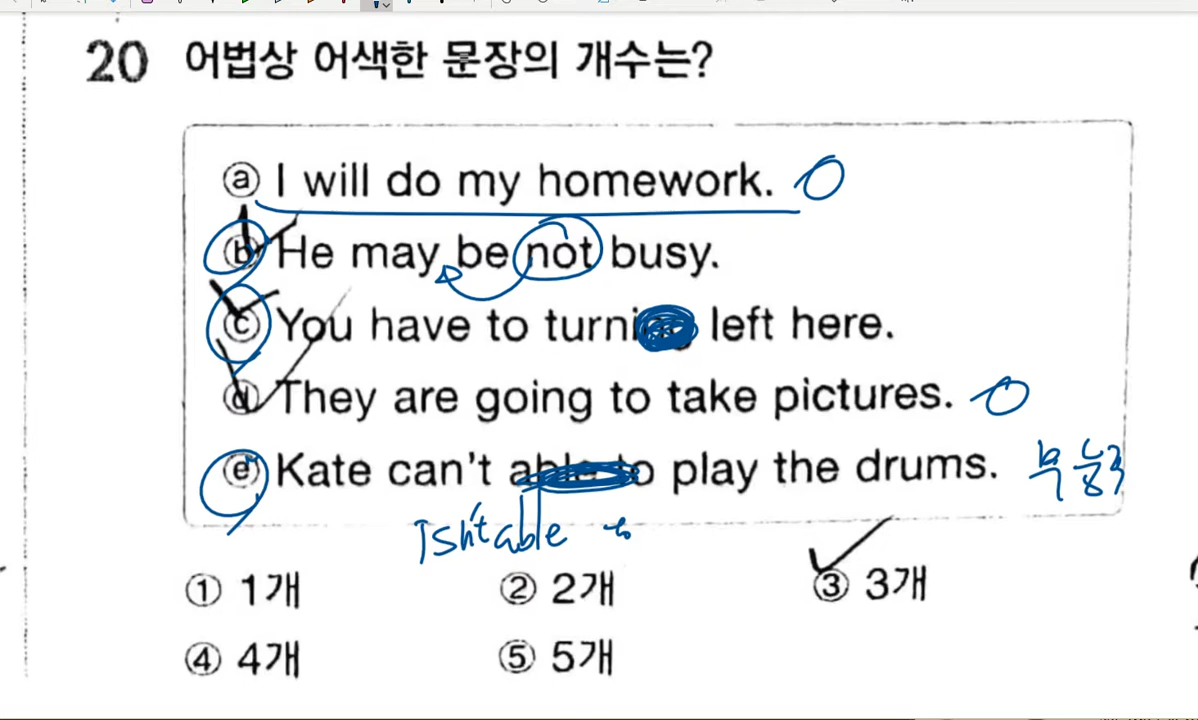 20 어법상 어색한 문장의 개수는?
ⓐ I will do my homework.
ⓑ He may be not busy.
ⓒ You have to turning left here.
ⓓ They are going to take pictures.
ⓔ Kate can't able to play the drums.
isn't able to
① 1개 ② 2개 ③ 3개
④ 4개 ⑤ 5개